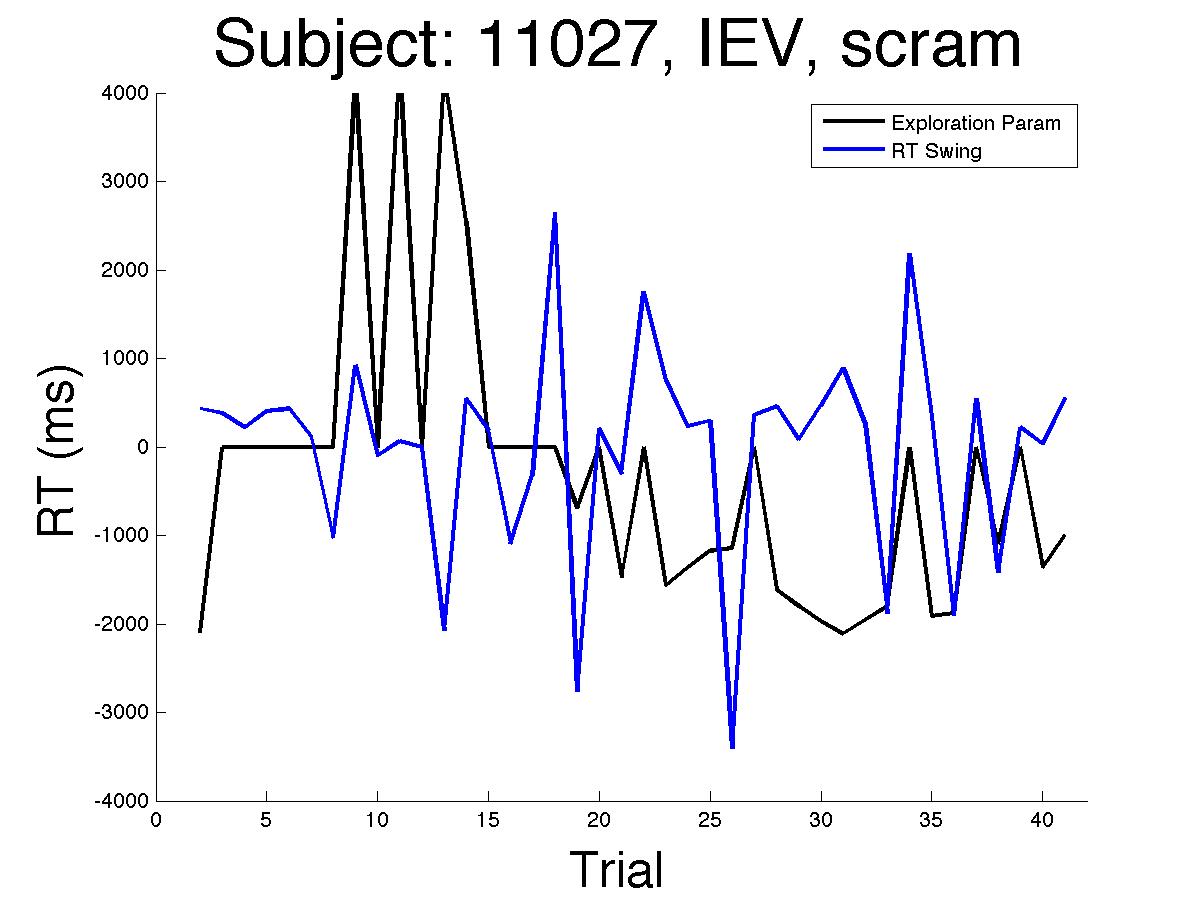 Subject: 11027, IEV, scram
Exploration Param
RT Swing
4000
3000
2000
1000
0
-1000
-2000
-3000
-4000
RT (ms)
0 5 10 15 20 25 30 35 40
Trial